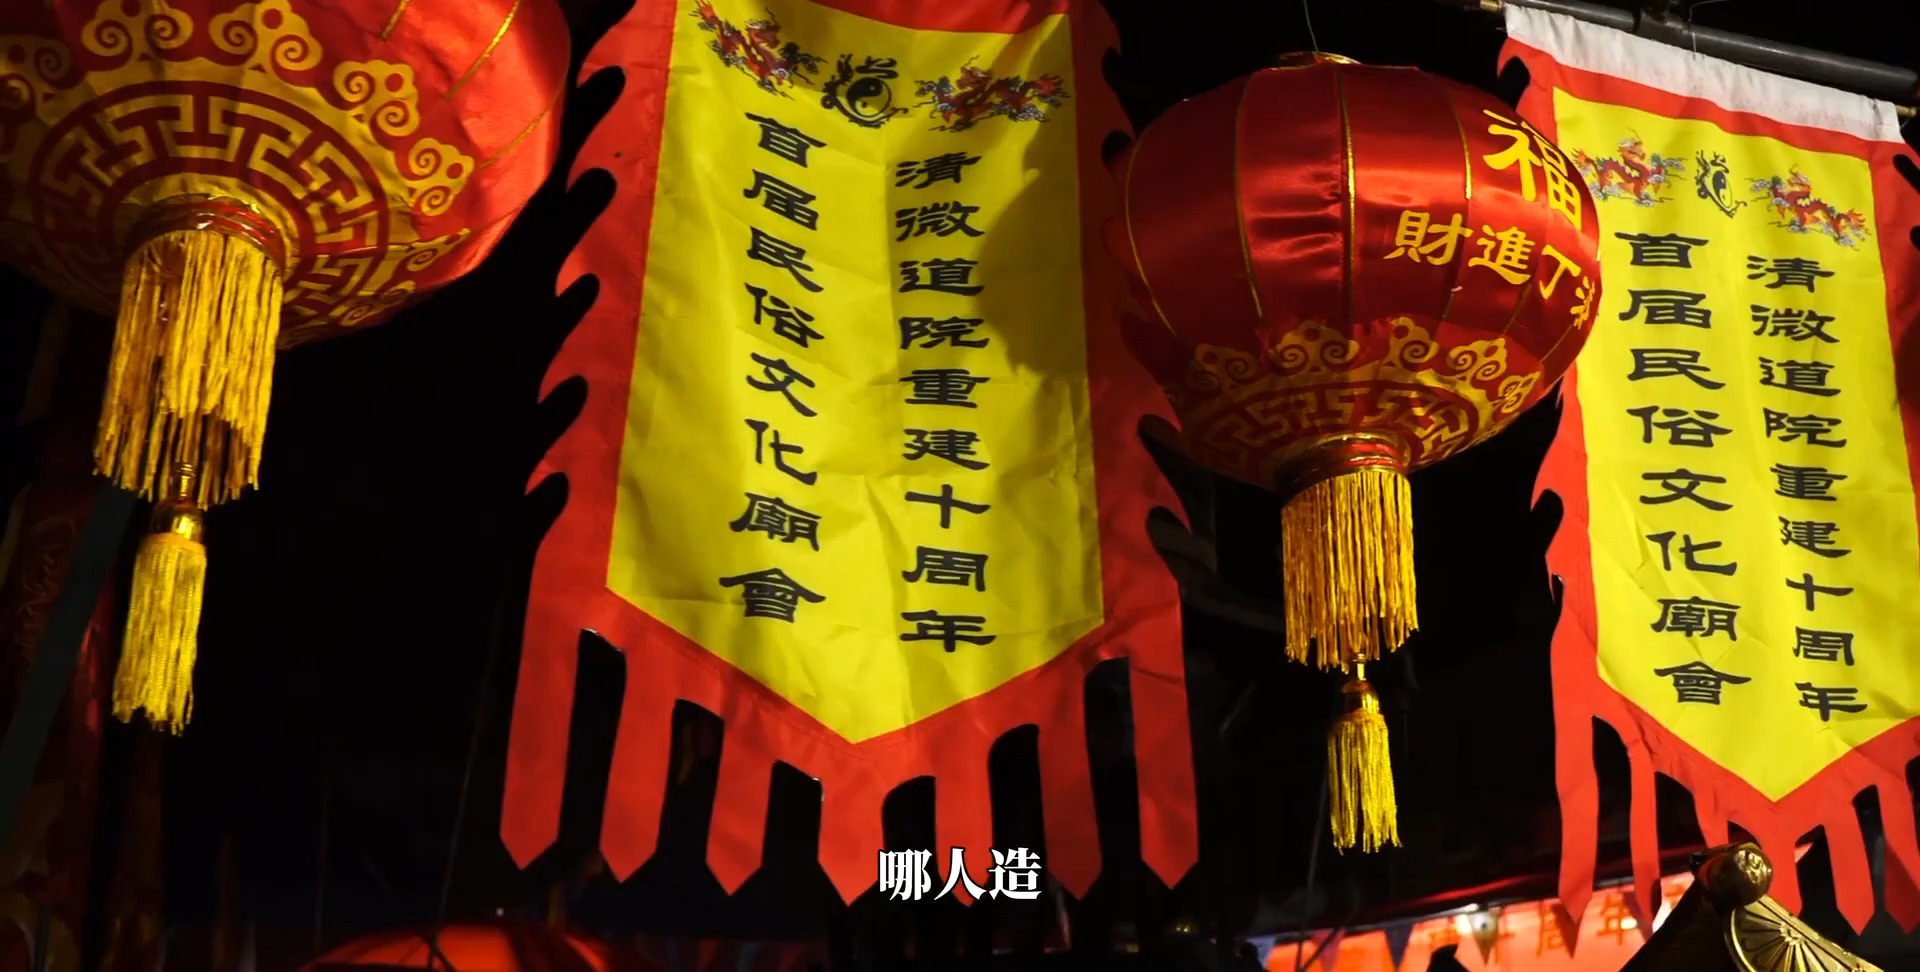 清微道院重建十周年
首届民俗文化廟會
福
財進丁添
清微道院重建十周年
首届民俗文化廟會
哪人造